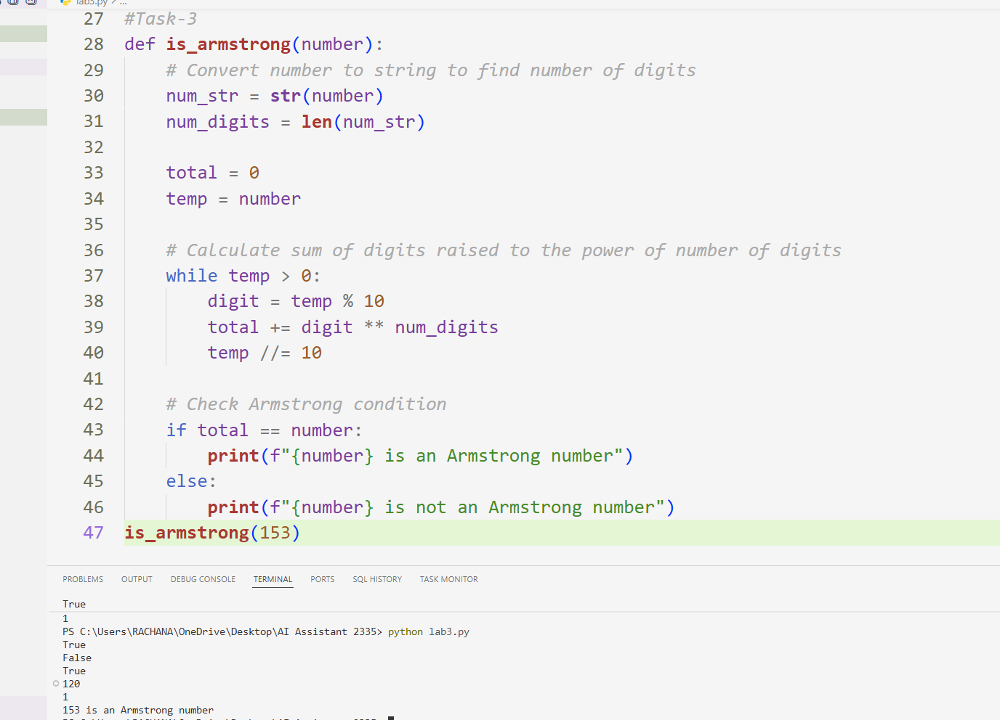 lab3.py > ...
27 #Task-3
28 def is_armstrong(number):
29     # Convert number to string to find number of digits
30     num_str = str(number)
31     num_digits = len(num_str)
32
33     total = 0
34     temp = number
35
36     # Calculate sum of digits raised to the power of number of digits
37     while temp > 0:
38         digit = temp % 10
39         total += digit ** num_digits
40         temp //= 10
41
42     # Check Armstrong condition
43     if total == number:
44         print(f"{number} is an Armstrong number")
45     else:
46         print(f"{number} is not an Armstrong number")
47 is_armstrong(153)
PROBLEMS OUTPUT DEBUG CONSOLE TERMINAL PORTS SQL HISTORY TASK MONITOR
True
1
PS C:\Users\RACHANA\OneDrive\Desktop\AI Assistant 2335> python lab3.py
True
False
True
120
1
153 is an Armstrong number